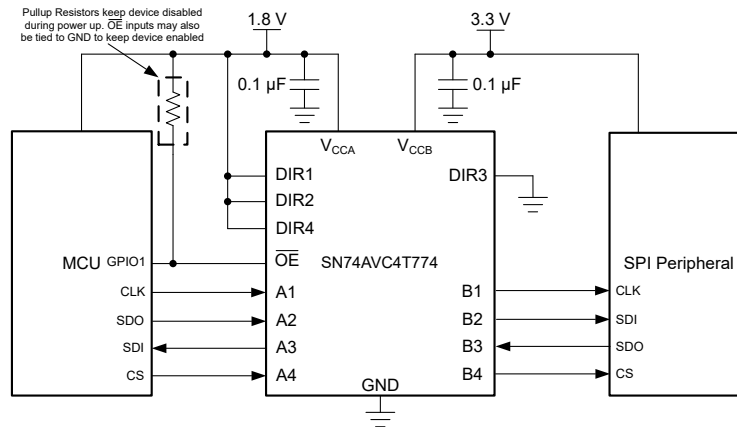 Pullup Resistors keep device disabled
during power up. OE inputs may also
be tied to GND to keep device enabled
1.8 V
3.3 V
0.1 µF
0.1 µF
VCCA
VCCB
DIR1
DIR2
DIR4
DIR3
MCU
GPIO1
OE
SN74AVC4T774
SPI Peripheral
CLK
A1
B1
CLK
SDO
A2
B2
SDI
SDI
A3
B3
SDO
CS
A4
B4
CS
GND